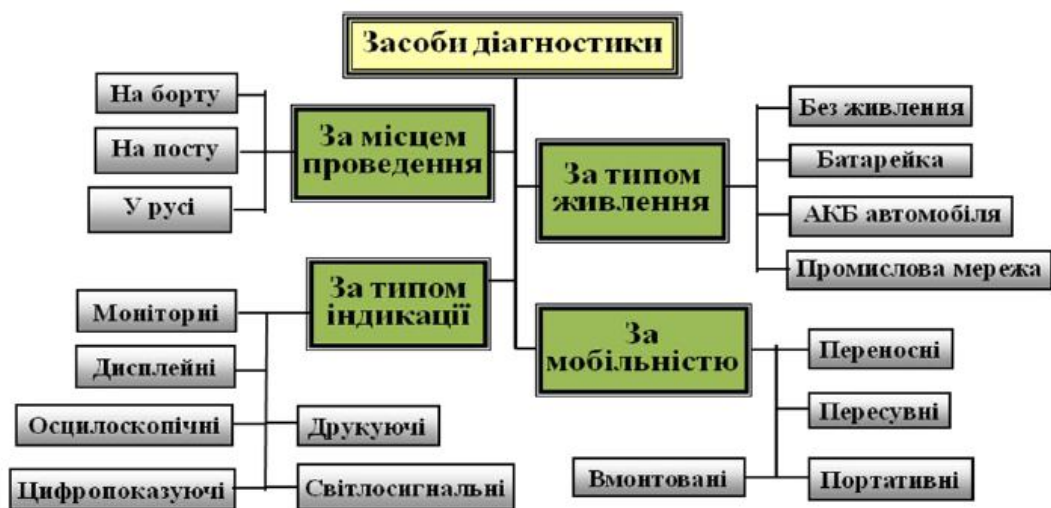 Засоби діагностики
На борту
На посту
У русі
За місцем
проведення
За типом
живлення
Без живлення
Батарейка
АКБ автомобіля
Промислова мережа
За типом
індикації
Моніторні
Дисплейні
Осцилоскопічні
Цифропоказуючі
Друкуючі
Світлосигнальні
За
мобільністю
Переносні
Пересувні
Вмонтовані
Портативні